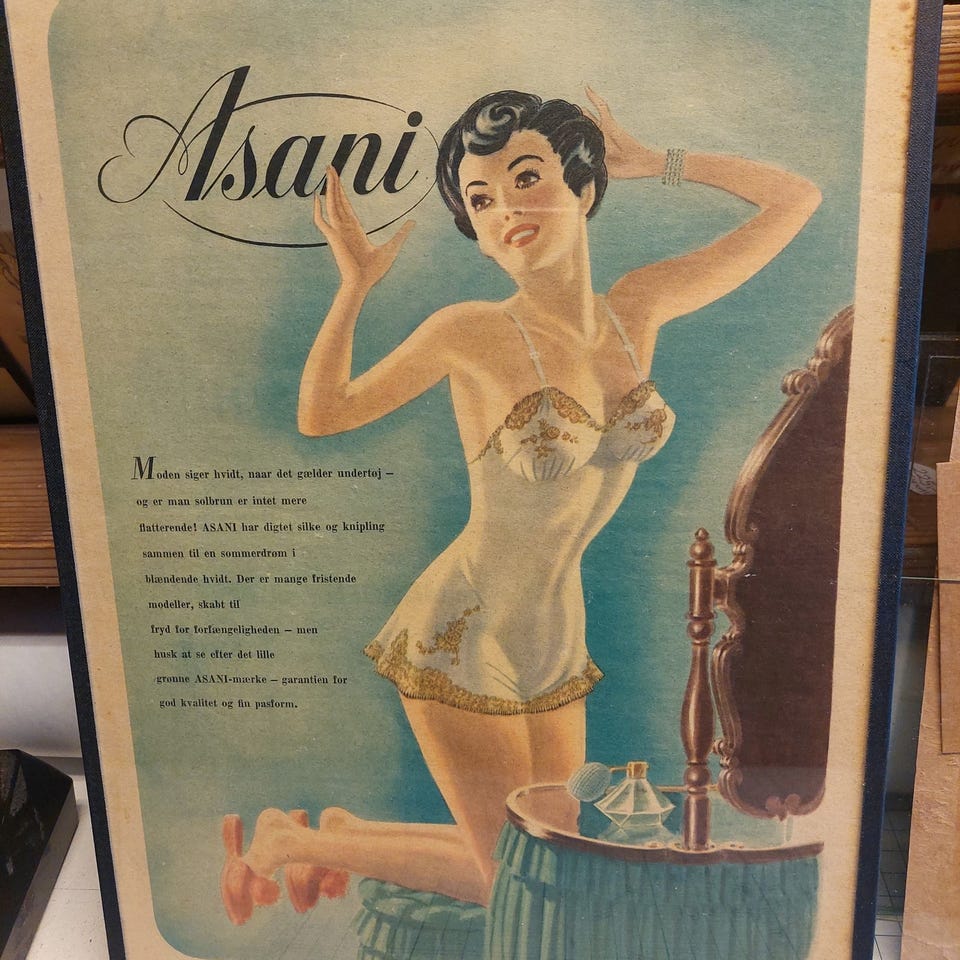 Asani
Moden siger hvidt, naar det gælder undertøj –
og er man solbrun er intet mere
flatterende! ASANI har digtet silke og knipling
sammen til en sommerdrøm i
blændende hvidt. Der er mange fristende
modeller, skabt til
fryd for forfængeligheden – men
husk at se efter det lille
grønne ASANI-mærke – garantien for
god kvalitet og fin pasform.